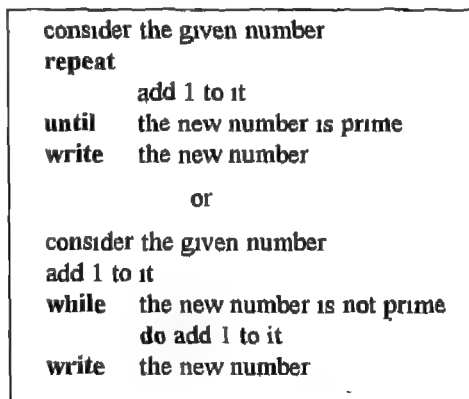 consider the given number
repeat
add 1 to it
until the new number is prime
write the new number
or
consider the given number
add 1 to it
while the new number is not prime
do add 1 to it
write the new number